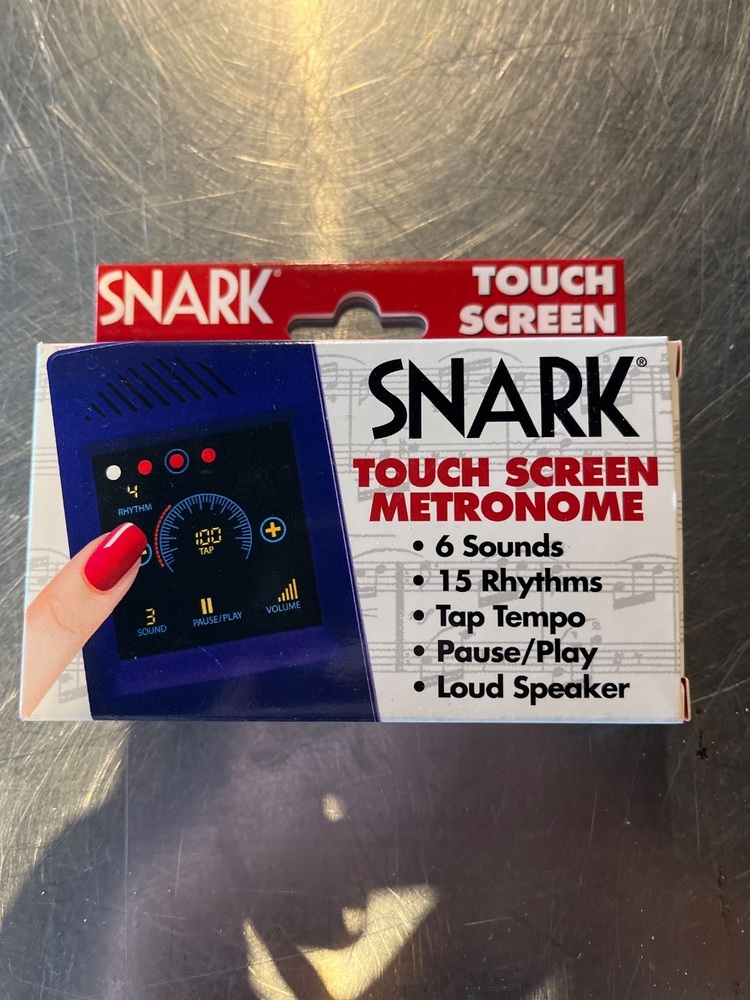 SNARK®
TOUCH
SCREEN
SNARK®
TOUCH SCREEN
METRONOME
• 6 Sounds
• 15 Rhythms
• Tap Tempo
• Pause/Play
• Loud Speaker
4
RHYTHM
100
TAP
3
SOUND
PAUSE/PLAY
VOLUME